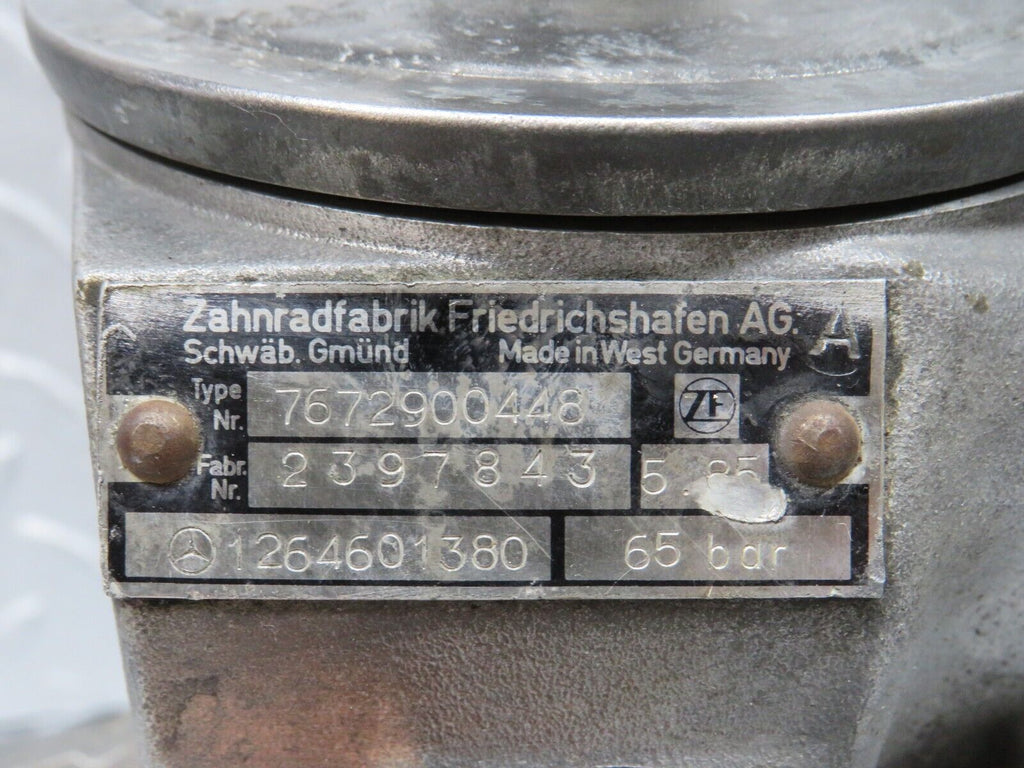 Zahnradfabrik Friedrichshafen AG. A
Schwäb. Gmünd Made in West Germany
Type Nr. 7672900448 ZF
Fabr. Nr. 2397843 5.85
1264601380 65 bar